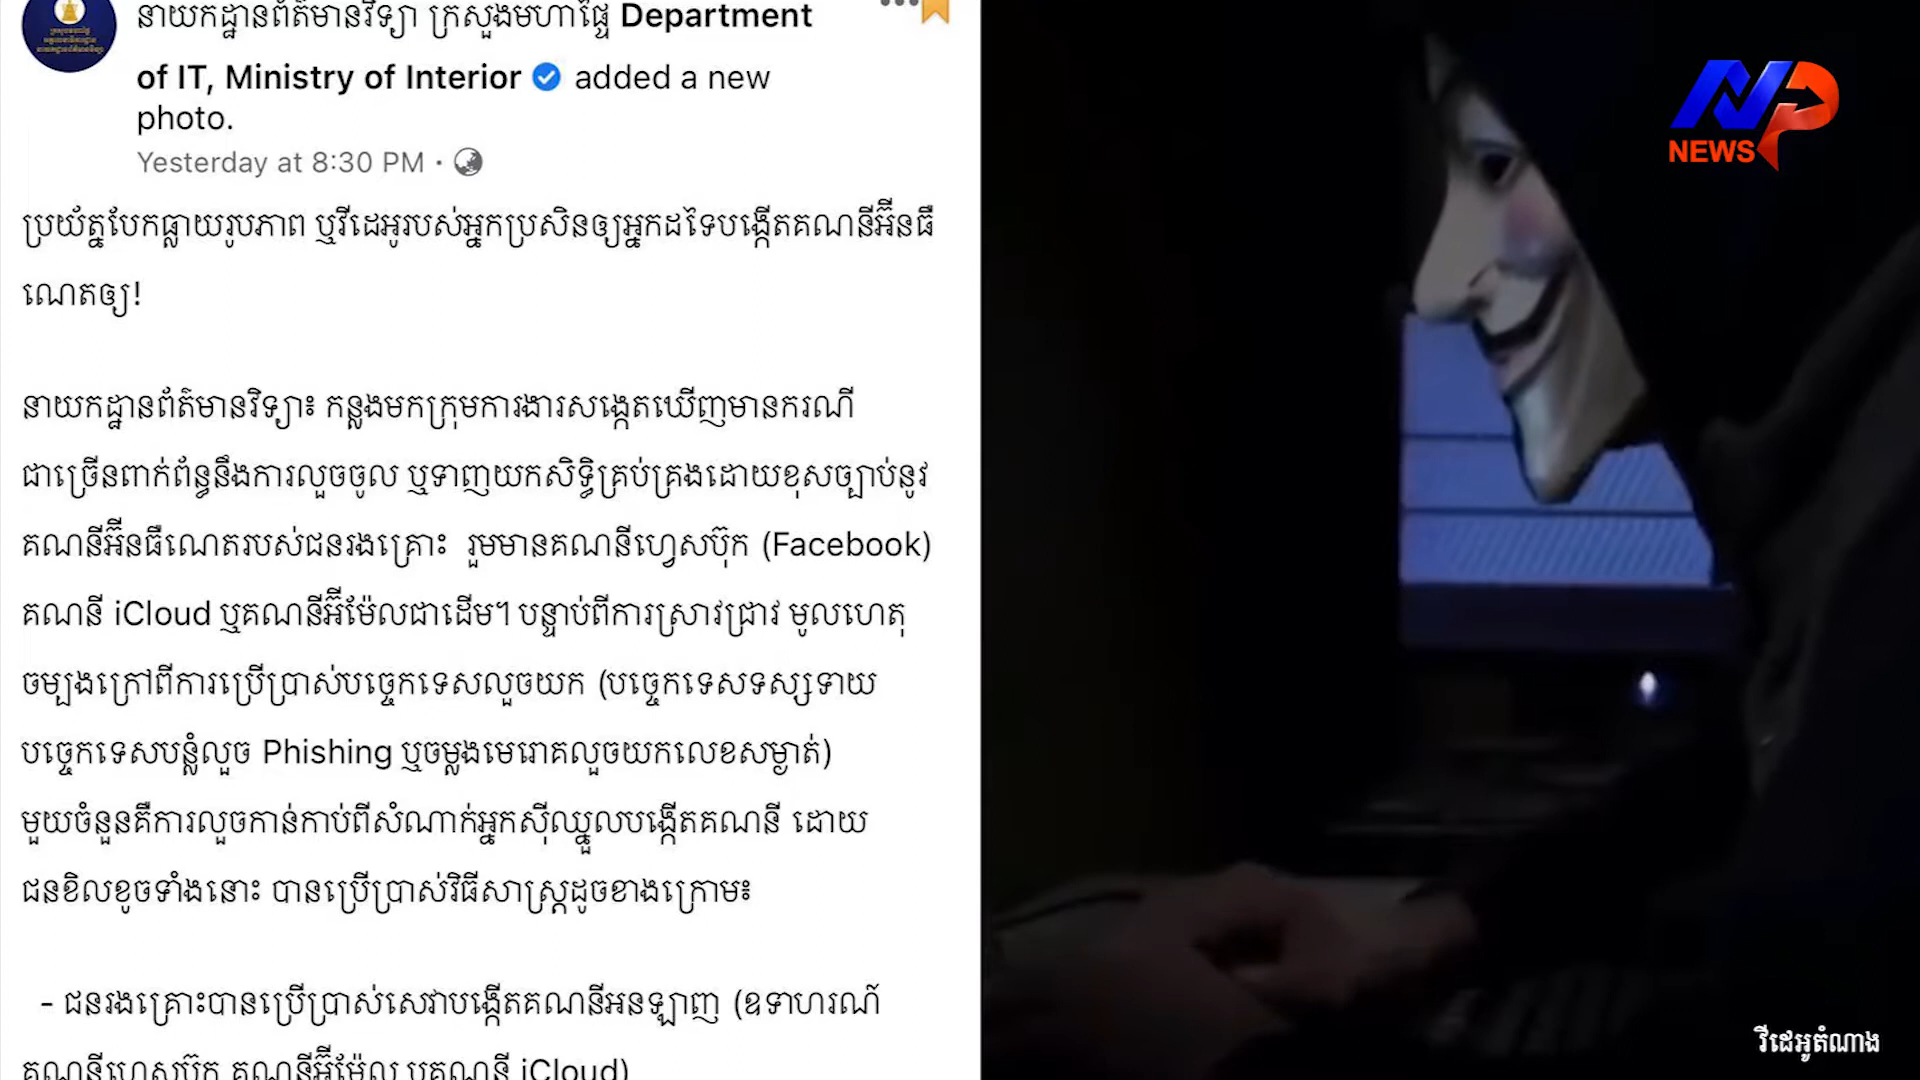 នាយកដ្ឋានព័ត៌មានវិទ្យា ក្រសួងមហាផ្ទៃ Department
of IT, Ministry of Interior added a new
photo.
Yesterday at 8:30 PM ·
ប្រយ័ត្នបែកធ្លាយរូបភាព ឬវីដេអូរបស់អ្នកប្រសិនឲ្យអ្នកដទៃបង្កើតគណនីអ៊ីនធឺ
ណេតឲ្យ!
នាយកដ្ឋានព័ត៌មានវិទ្យា៖ កន្លងមកក្រុមការងារសង្កេតឃើញមានករណី
ជាច្រើនពាក់ព័ន្ធនឹងការលួចចូល ឬទាញយកសិទ្ធិគ្រប់គ្រងដោយខុសច្បាប់នូវ
គណនីអ៊ីនធឺណេតរបស់ជនរងគ្រោះ រួមមានគណនីហ្វេសប៊ុក (Facebook)
គណនី iCloud ឬគណនីអ៊ីម៉ែលជាដើម។ បន្ទាប់ពីការស្រាវជ្រាវ មូលហេតុ
ចម្បងក្រៅពីការប្រើប្រាស់បច្ចេកទេសលួចយក (បច្ចេកទេសទស្សទាយ
បច្ចេកទេសបន្លំលួច Phishing ឬចម្លងមេរោគលួចយកលេខសម្ងាត់)
មួយចំនួនគឺការលួចកាន់កាប់ពីសំណាក់អ្នកស៊ីឈ្នួលបង្កើតគណនី ដោយ
ជនខិលខូចទាំងនោះ បានប្រើប្រាស់វិធីសាស្ត្រដូចខាងក្រោម៖
- ជនរងគ្រោះបានប្រើប្រាស់សេវាបង្កើតគណនីអនឡាញ (ឧទាហរណ៍
គណនីហ្វេសប៊ុក គណនីអ៊ីម៉ែល ឬគណនី iCloud)
NP
NEWS
វីដេអូតំណាង